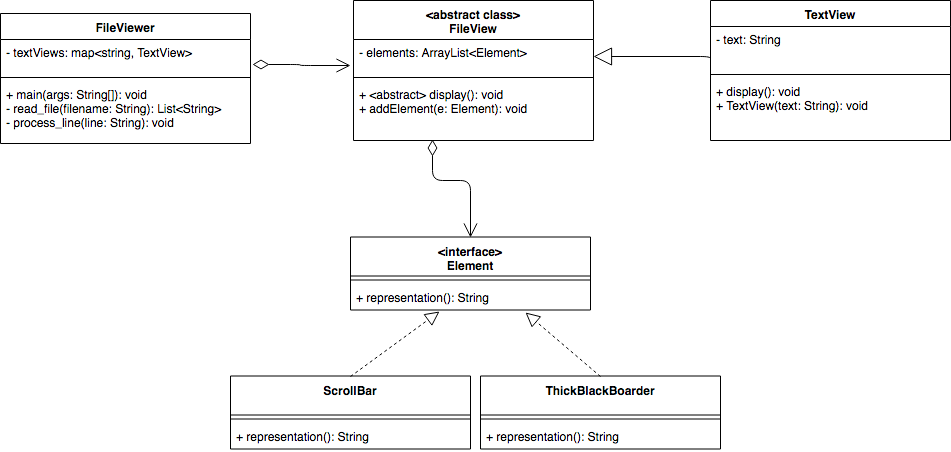 FileViewer
- textViews: map<string, TextView>
+ main(args: String[]): void
- read_file(filename: String): List<String>
- process_line(line: String): void
<abstract class>
FileView
- elements: ArrayList<Element>
+ <abstract> display(): void
+ addElement(e: Element): void
TextView
- text: String
+ display(): void
+ TextView(text: String): void
<interface>
Element
+ representation(): String
ScrollBar
+ representation(): String
ThickBlackBoarder
+ representation(): String